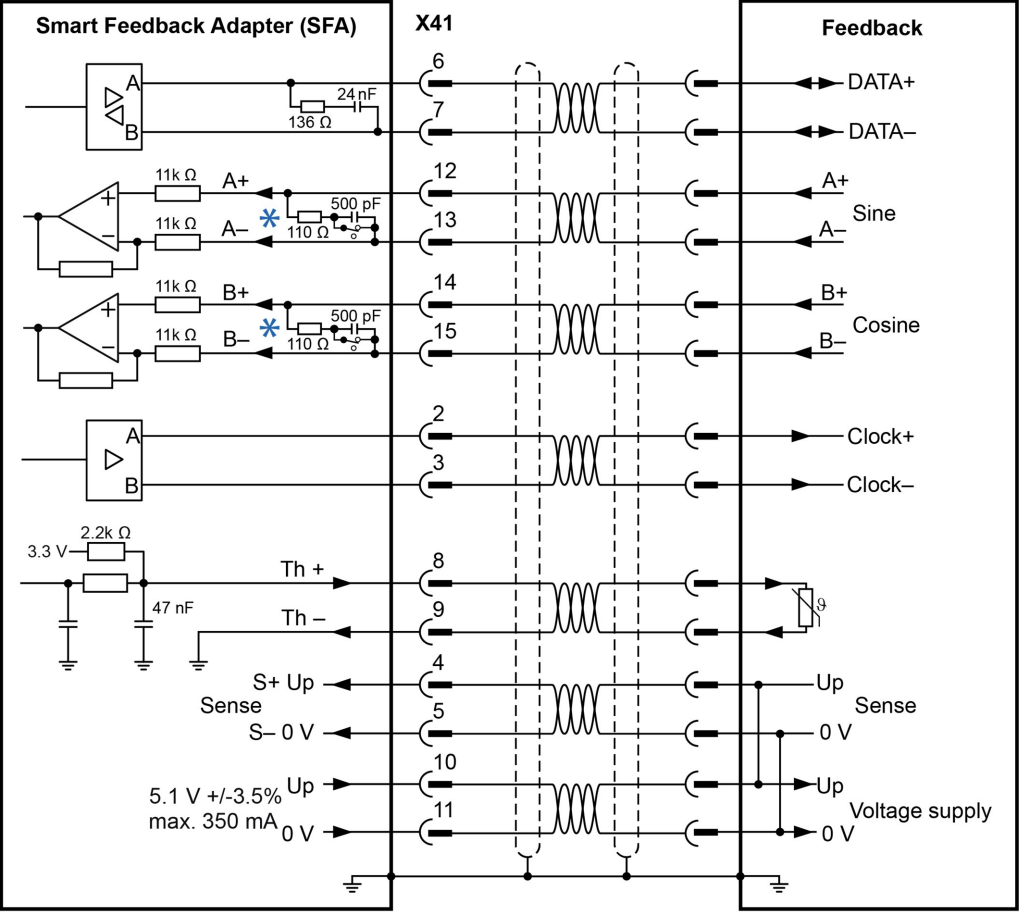 Smart Feedback Adapter (SFA)
X41
Feedback
A
B
136 Ω
24 nF
6
7
DATA+
DATA–
11k Ω
A+
+
500 pF
12
A+
Sine
11k Ω
A–
–
110 Ω
13
A–
*
11k Ω
B+
+
500 pF
14
B+
Cosine
11k Ω
B–
–
110 Ω
15
B–
*
A
B
2
3
Clock+
Clock–
2.2k Ω
3.3 V
47 nF
Th +
Th –
8
9
ϑ
S+ Up
Sense
S– 0 V
4
5
Up
Sense
0 V
5.1 V +/-3.5%
max. 350 mA
Up
0 V
10
11
Up
Voltage supply
0 V